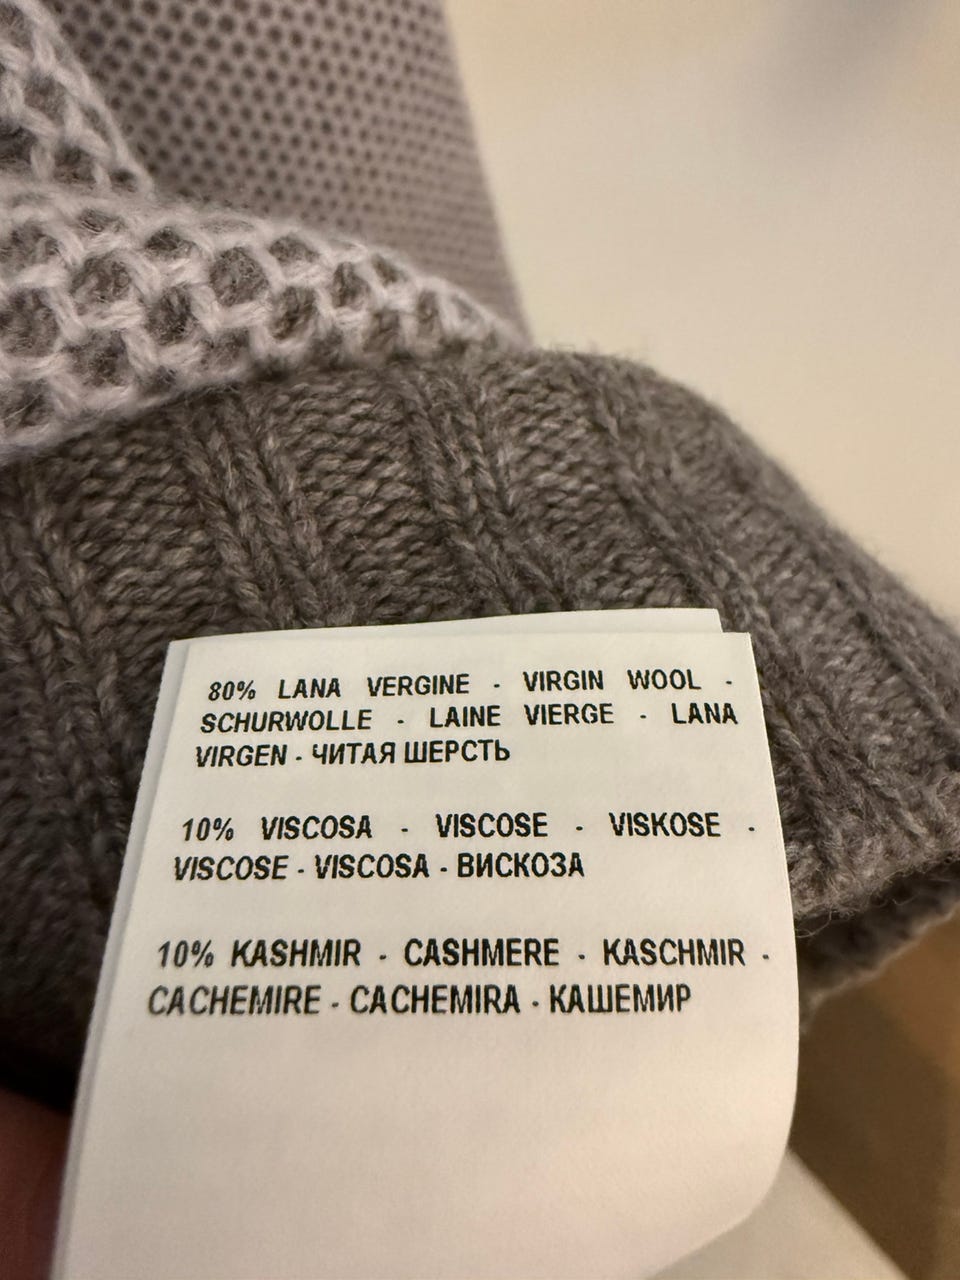 80% LANA VERGINE - VIRGIN WOOL -
SCHURWOLLE - LAINE VIERGE - LANA
VIRGEN - ЧИТАЯ ШЕРСТЬ
10% VISCOSA - VISCOSE - VISKOSE -
VISCOSE - VISCOSA - ВИСКОЗА
10% KASHMIR - CASHMERE - KASCHMIR -
CACHEMIRE - CACHEMIRA - КАШЕМИР